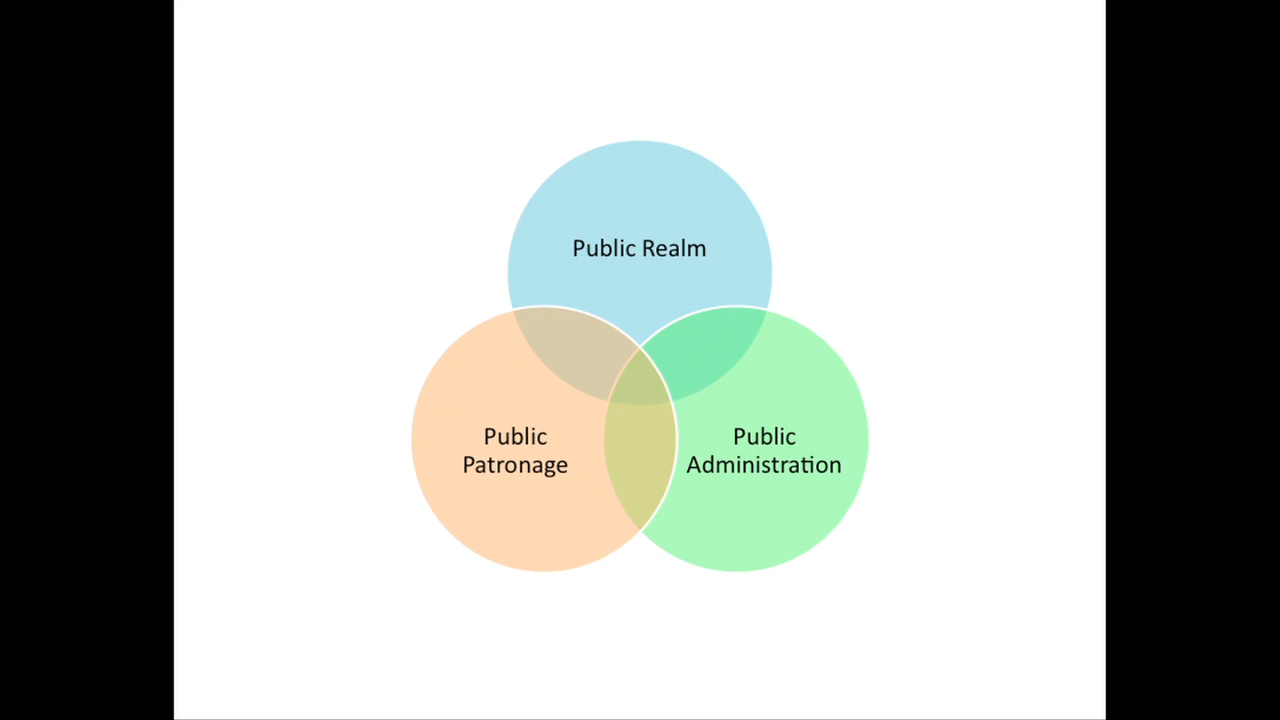 Public Realm
Public
Patronage
Public
Administration